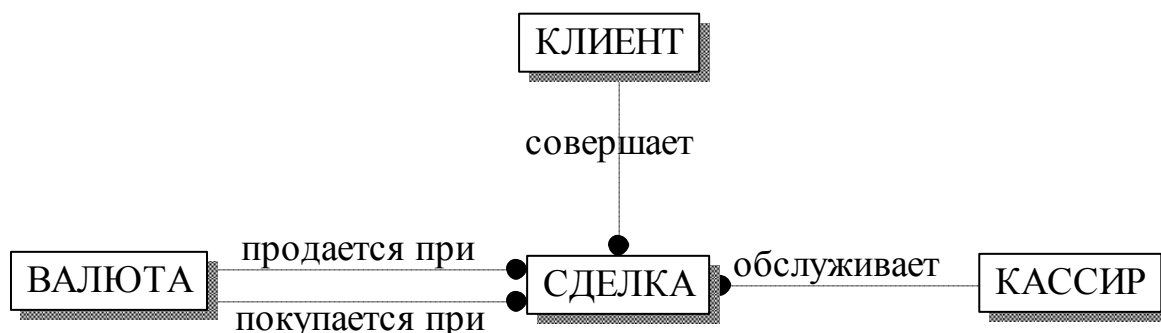 КЛИЕНТ
совершает
продается при
ВАЛЮТА
СДЕЛКА
обслуживает
КАССИР
покупается при